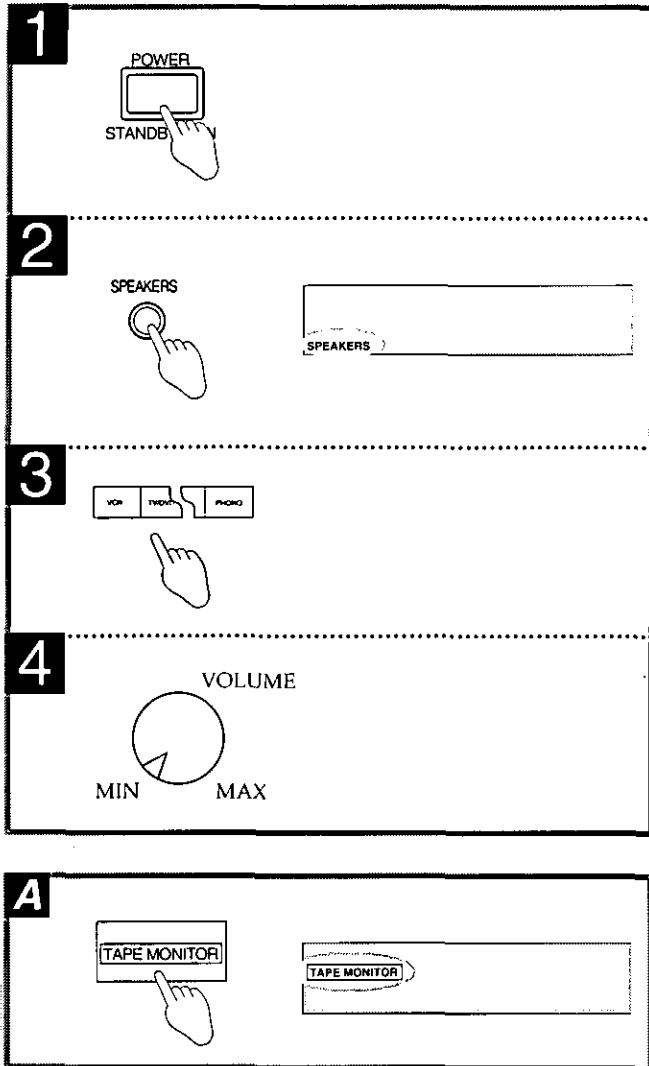 1
POWER
STANDB N
2
SPEAKERS
SPEAKERS
3
VCR PHONO
4
VOLUME
MIN MAX
A
TAPE MONITOR
TAPE MONITOR